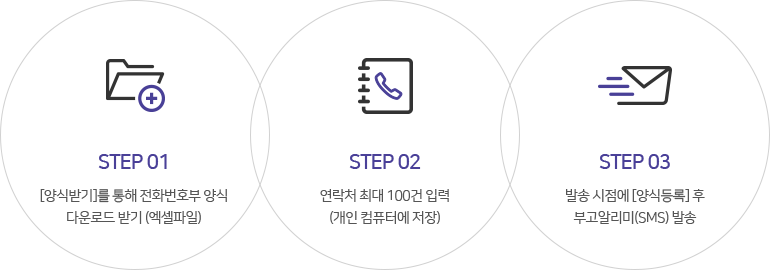 STEP 01
[양식받기]를 통해 전화번호부 양식
다운로드 받기 (엑셀파일)
STEP 02
연락처 최대 100건 입력
(개인 컴퓨터에 저장)
STEP 03
발송 시점에 [양식등록] 후
부고알리미(SMS) 발송